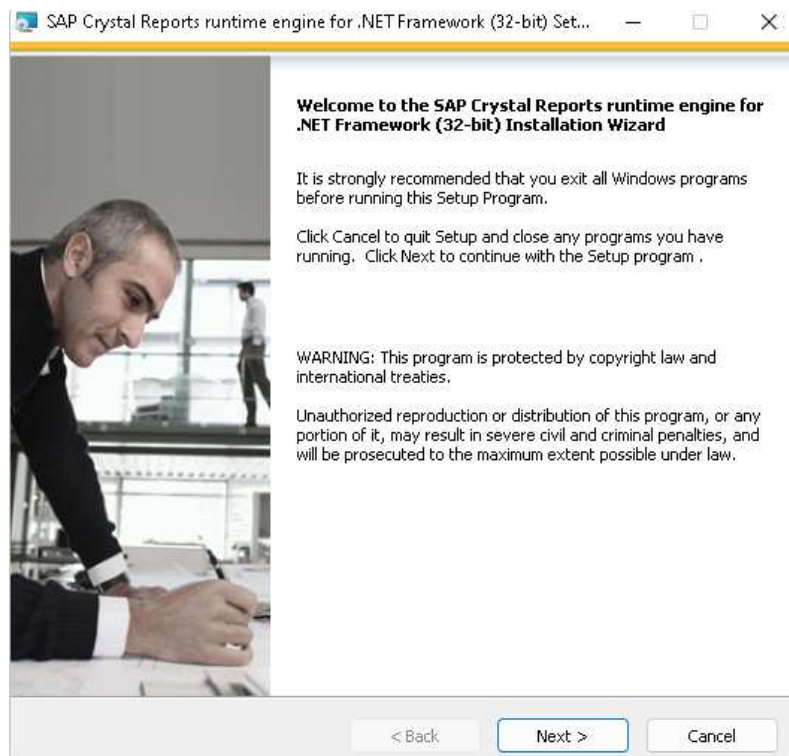 SAP Crystal Reports runtime engine for .NET Framework (32-bit) Set...
Welcome to the SAP Crystal Reports runtime engine for
.NET Framework (32-bit) Installation Wizard
It is strongly recommended that you exit all Windows programs
before running this Setup Program.
Click Cancel to quit Setup and close any programs you have
running. Click Next to continue with the Setup program .
WARNING: This program is protected by copyright law and
international treaties.
Unauthorized reproduction or distribution of this program, or any
portion of it, may result in severe civil and criminal penalties, and
will be prosecuted to the maximum extent possible under law.
< Back Next > Cancel